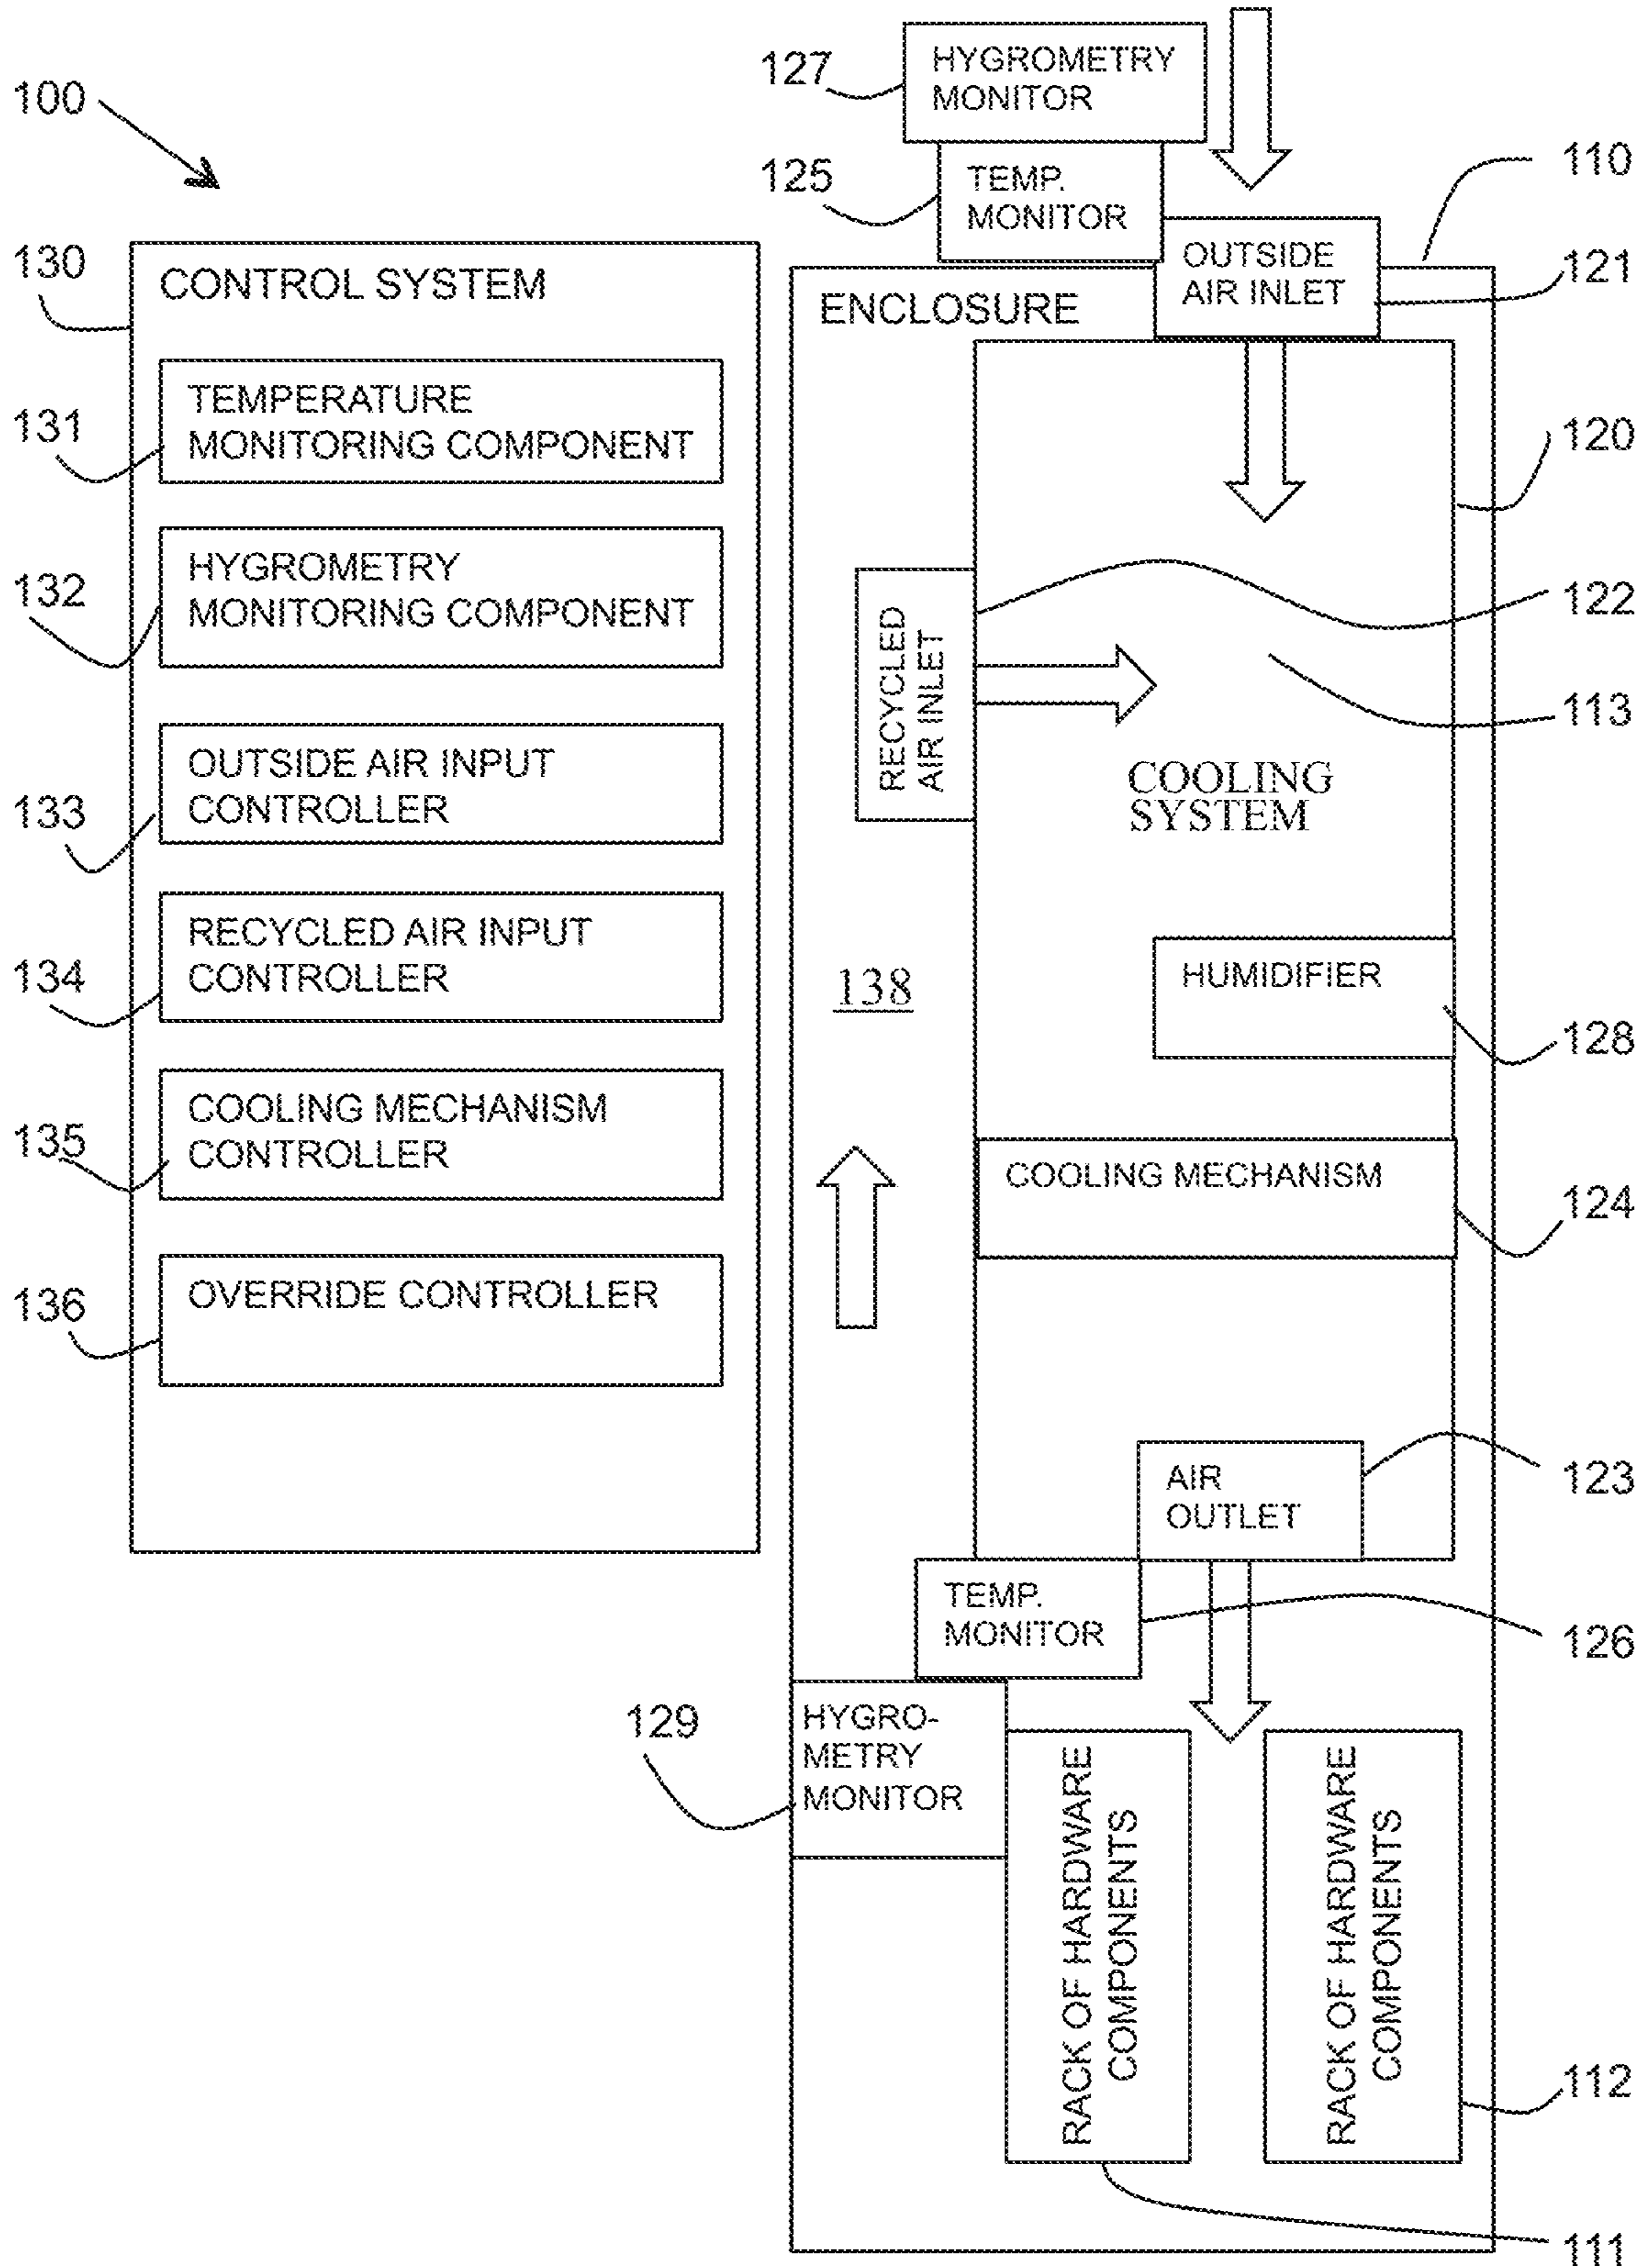 100
130
CONTROL SYSTEM
131
TEMPERATURE
MONITORING COMPONENT
132
HYGROMETRY
MONITORING COMPONENT
133
OUTSIDE AIR INPUT
CONTROLLER
134
RECYCLED AIR INPUT
CONTROLLER
135
COOLING MECHANISM
CONTROLLER
136
OVERRIDE CONTROLLER
127
HYGROMETRY
MONITOR
125
TEMP.
MONITOR
110
OUTSIDE
AIR INLET
121
ENCLOSURE
120
RECYCLED
AIR INLET
122
113
COOLING
SYSTEM
138
HUMIDIFIER
128
COOLING MECHANISM
124
AIR
OUTLET
123
TEMP.
MONITOR
126
129
HYGRO-
METRY
MONITOR
RACK OF HARDWARE
COMPONENTS
RACK OF HARDWARE
COMPONENTS
112
111